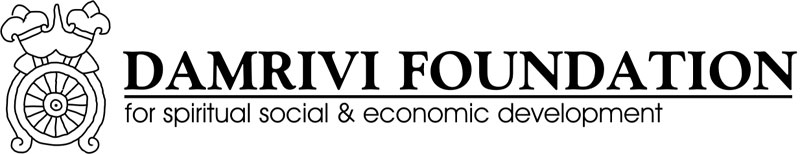 DAMRIVI FOUNDATION
for spiritual social & economic development